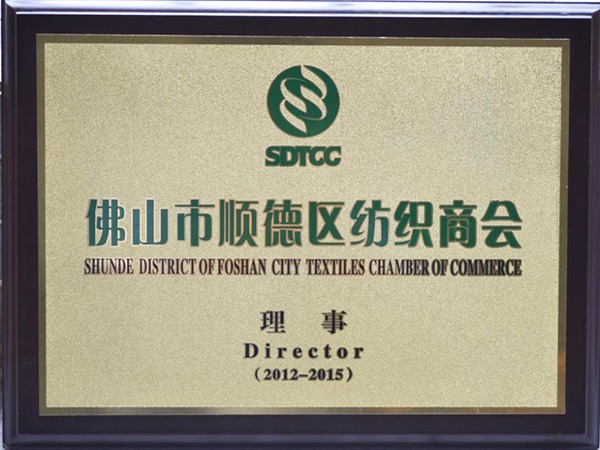 SDTCC
佛山市顺德区纺织商会
SHUNDE DISTRICT OF FOSHAN CITY TEXTILES CHAMBER OF COMMERCE
理 事
Director
(2012-2015)